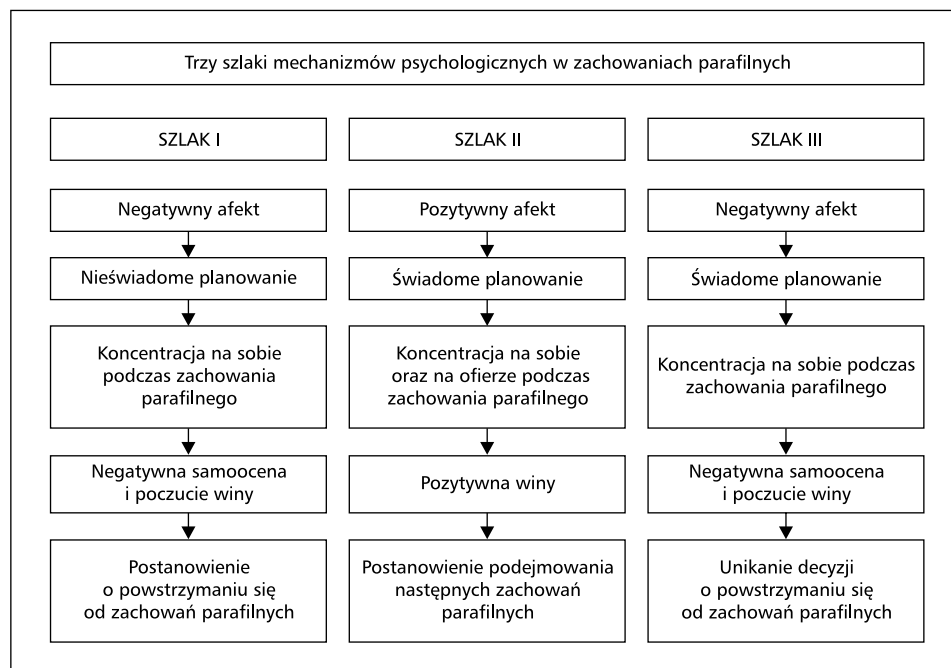 Trzy szlaki mechanizmów psychologicznych w zachowaniach parafilnych
SZLAK I
SZLAK II
SZLAK III
Negatywny afekt
Pozytywny afekt
Negatywny afekt
Nieświadome planowanie
Świadome planowanie
Świadome planowanie
Koncentracja na sobie
podczas zachowania
parafilnego
Koncentracja na sobie
oraz na ofierze podczas
zachowania parafilnego
Koncentracja na sobie podczas
zachowania parafilnego
Negatywna samoocena
i poczucie winy
Pozytywna winy
Negatywna samoocena
i poczucie winy
Postanowienie
o powstrzymaniu się
od zachowań parafilnych
Postanowienie podejmowania
następnych zachowań
parafilnych
Unikanie decyzji
o powstrzymaniu się
od zachowań parafilnych